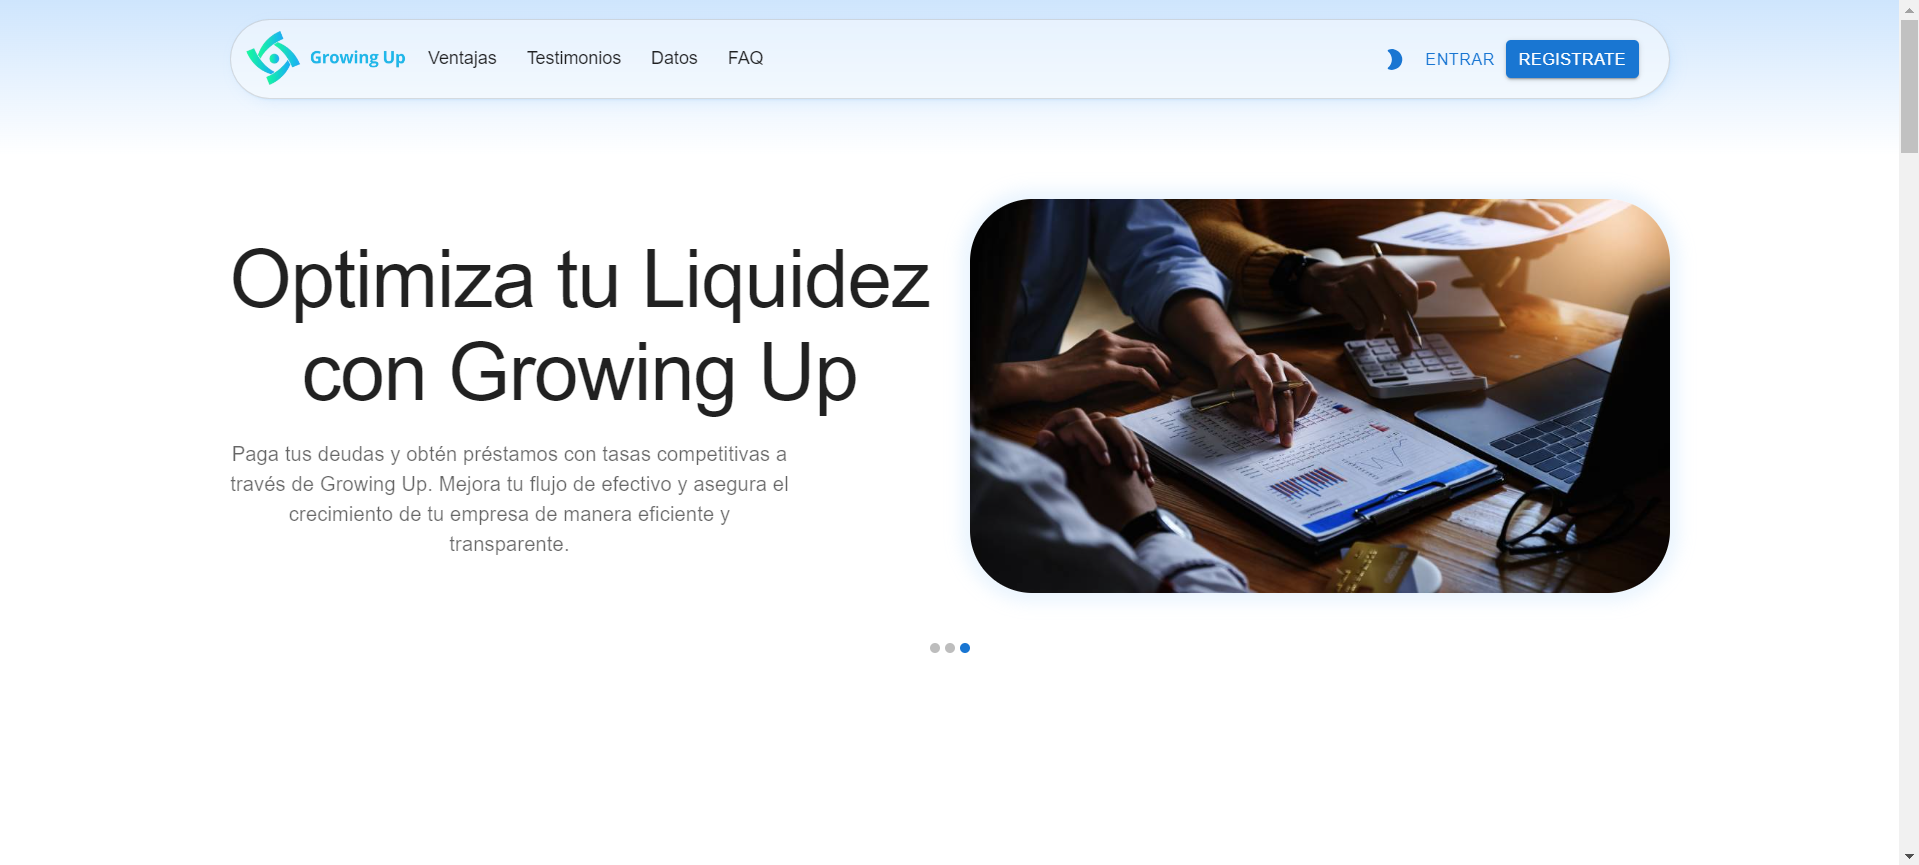 Growing Up
Ventajas
Testimonios
Datos
FAQ
ENTRAR
REGISTRATE
Optimiza tu Liquidez
con Growing Up
Paga tus deudas y obtén préstamos con tasas competitivas a
través de Growing Up. Mejora tu flujo de efectivo y asegura el
crecimiento de tu empresa de manera eficiente y
transparente.